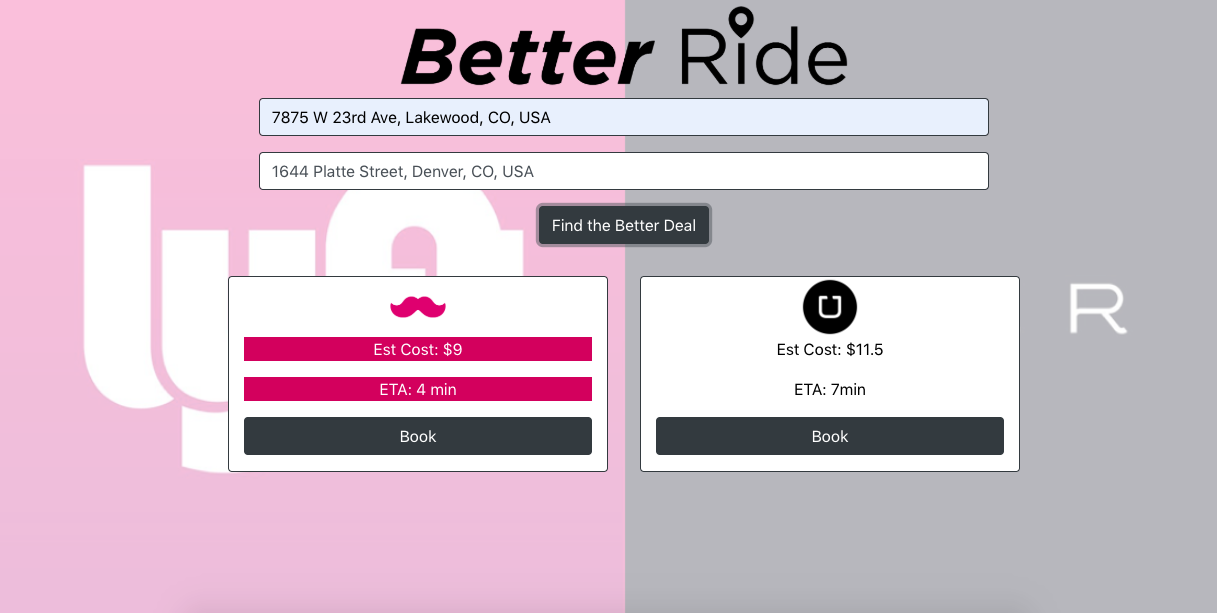 Better Ride
7875 W 23rd Ave, Lakewood, CO, USA
1644 Platte Street, Denver, CO, USA
Find the Better Deal
lyft
R
Est Cost: $9
ETA: 4 min
Book
Est Cost: $11.5
ETA: 7min
Book